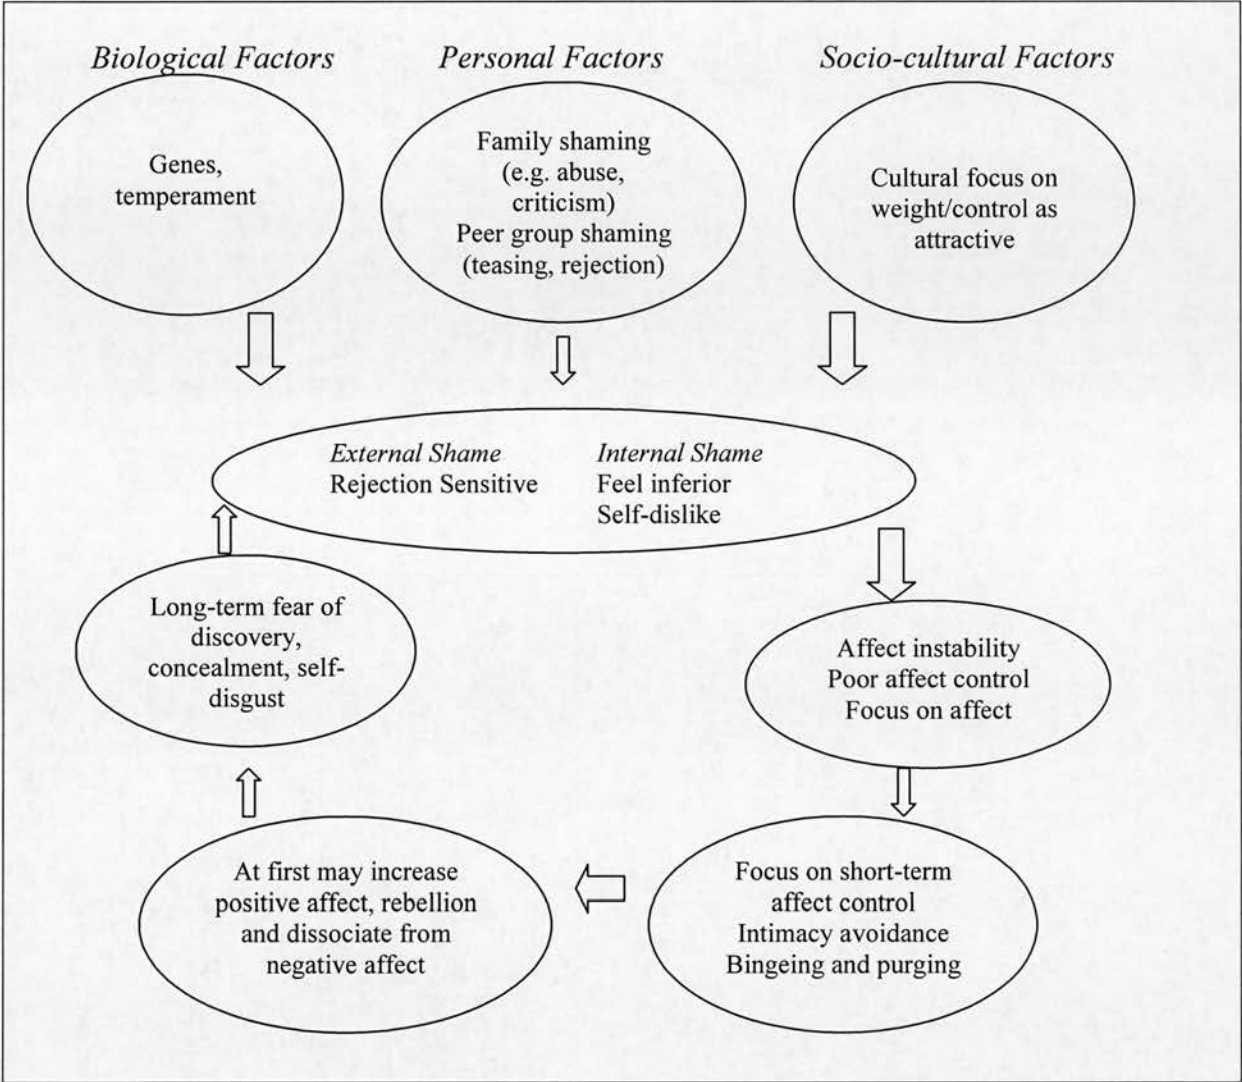 Biological Factors
Personal Factors
Socio-cultural Factors
Genes,
temperament
Family shaming
(e.g. abuse,
criticism)
Peer group shaming
(teasing, rejection)
Cultural focus on
weight/control as
attractive
External Shame
Rejection Sensitive
Internal Shame
Feel inferior
Self-dislike
Affect instability
Poor affect control
Focus on affect
Focus on short-term
affect control
Intimacy avoidance
Bingeing and purging
At first may increase
positive affect, rebellion
and dissociate from
negative affect
Long-term fear of
discovery,
concealment, self-
disgust